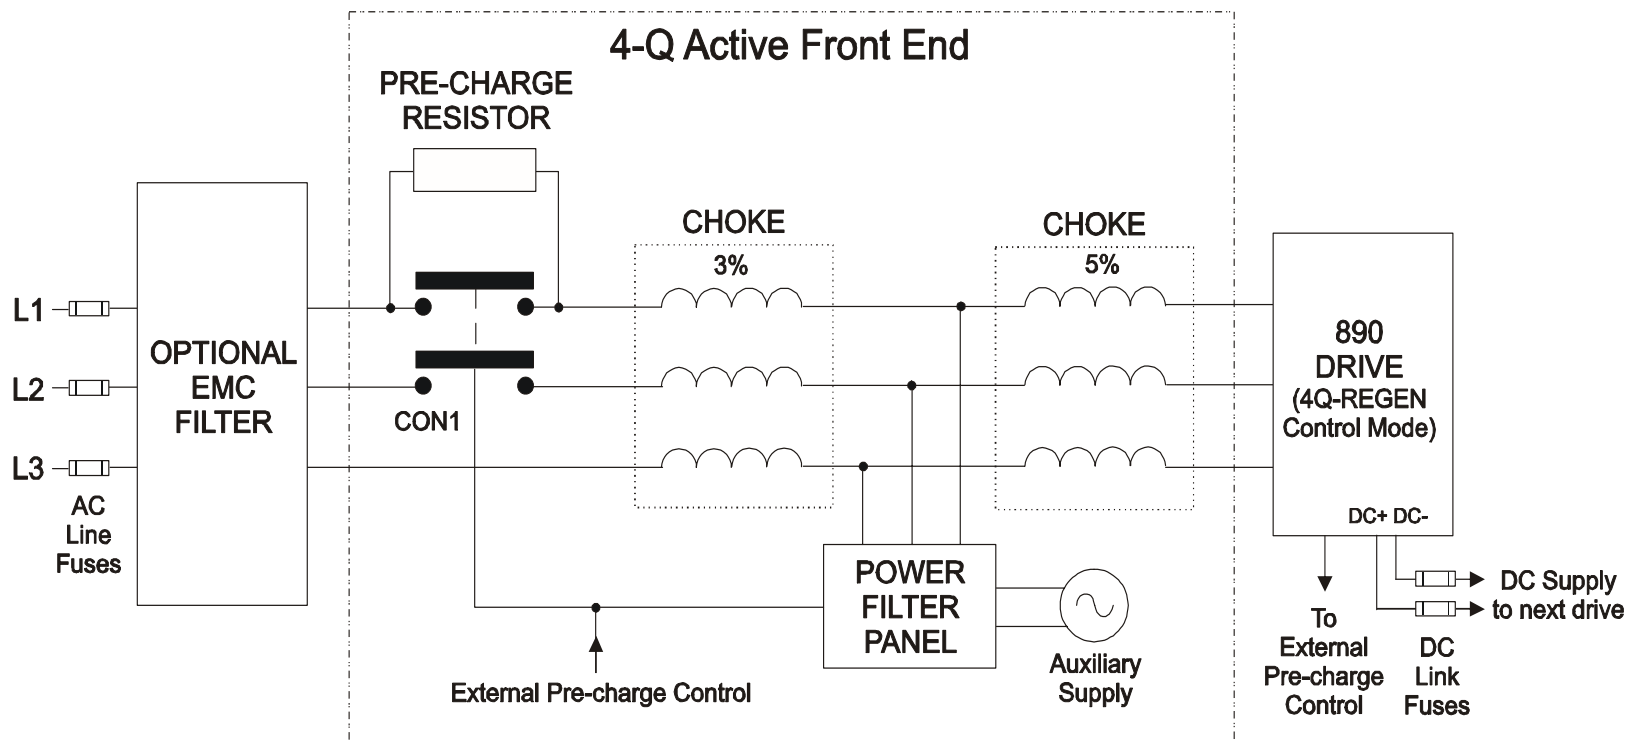 4-Q Active Front End
PRE-CHARGE
RESISTOR
CHOKE
3%
CHOKE
5%
L1
L2
L3
AC
Line
Fuses
OPTIONAL
EMC
FILTER
CON1
890
DRIVE
(4Q-REGEN
Control Mode)
DC+ DC-
POWER
FILTER
PANEL
External Pre-charge Control
Auxiliary
Supply
To
External
Pre-charge
Control
DC
Link
Fuses
DC Supply
to next drive